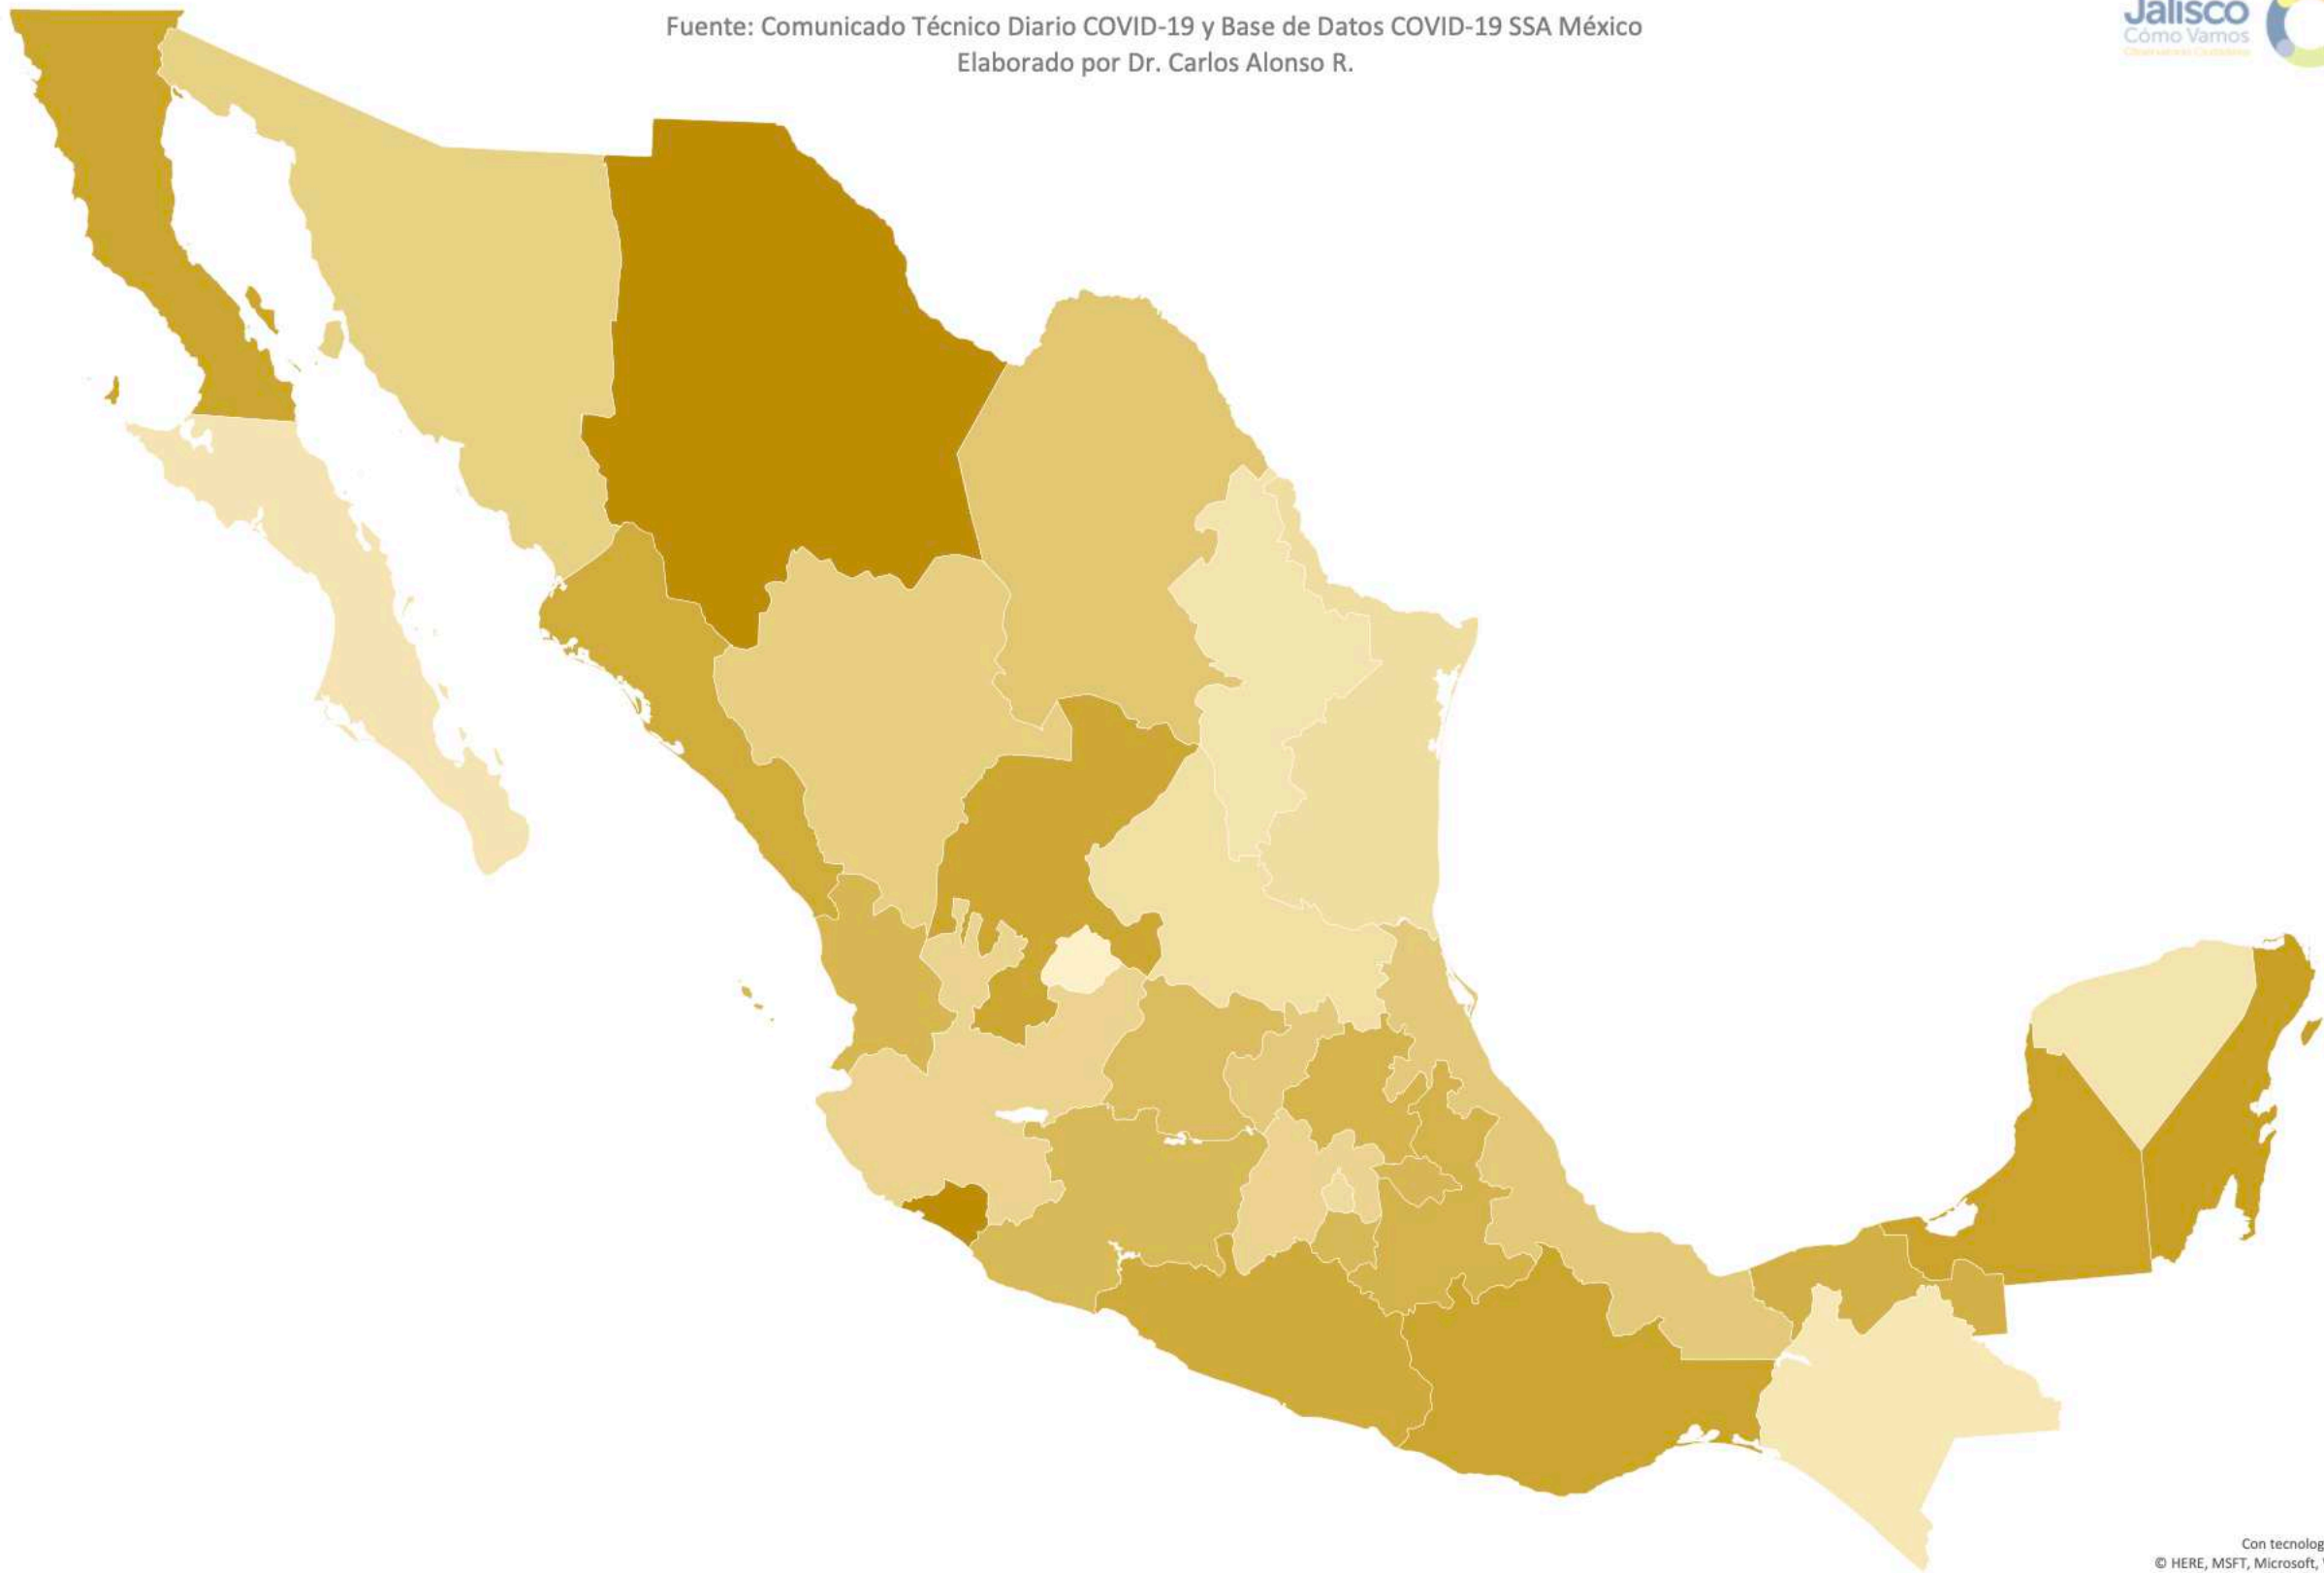 Fuente: Comunicado Técnico Diario COVID-19 y Base de Datos COVID-19 SSA México
Elaborado por Dr. Carlos Alonso R.
Jalisco
Cómo Vamos
Con tecnolog
© HERE, MSFT, Microsoft,